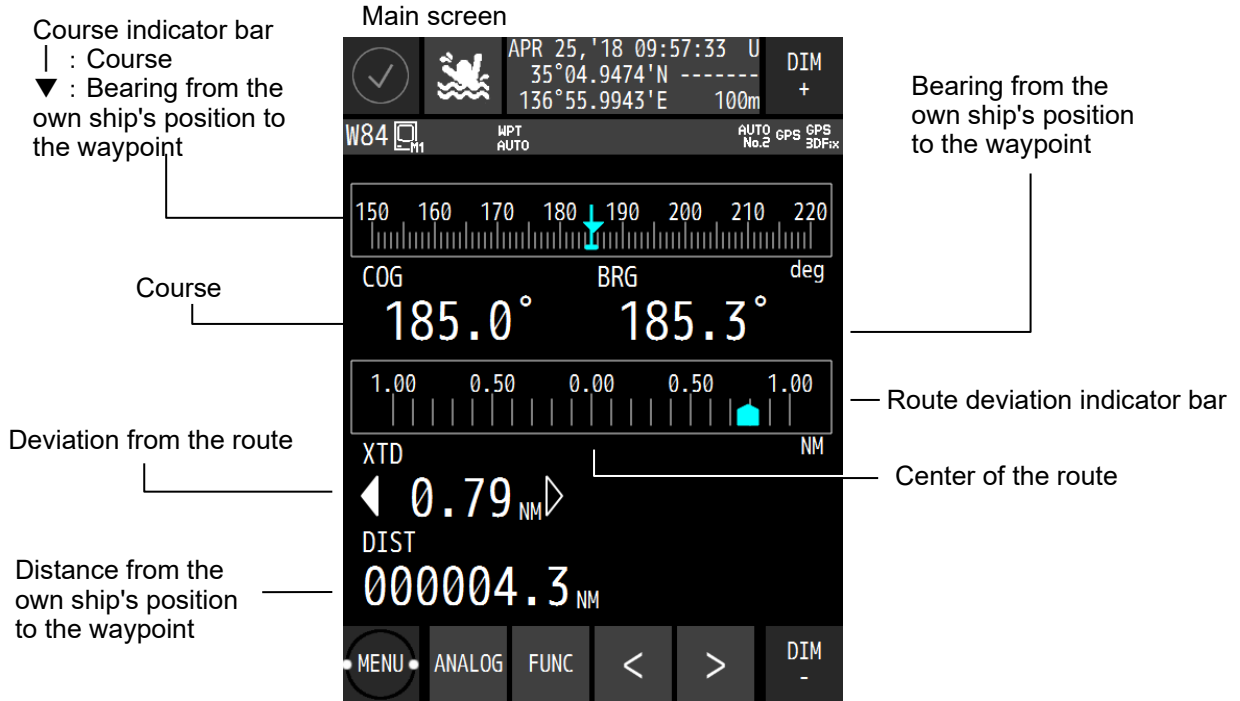 Main screen
Course indicator bar
| : Course
▼ : Bearing from the
own ship's position to
the waypoint
APR 25,'18 09:57:33 U
35°04.9474'N -------
136°55.9943'E 100m
DIM
+
W84 M1
WPT
AUTO
AUTO
No.2
GPS
GPS
3DFix
Bearing from the
own ship's position
to the waypoint
150 160 170 180 190 200 210 220
deg
Course
COG
185.0°
BRG
185.3°
1.00 0.50 0.00 0.50 1.00
NM
Route deviation indicator bar
Deviation from the route
XTD
◀ 0.79 NM ▷
Center of the route
Distance from the
own ship's position
to the waypoint
DIST
000004.3 NM
MENU ANALOG FUNC < >
DIM
-